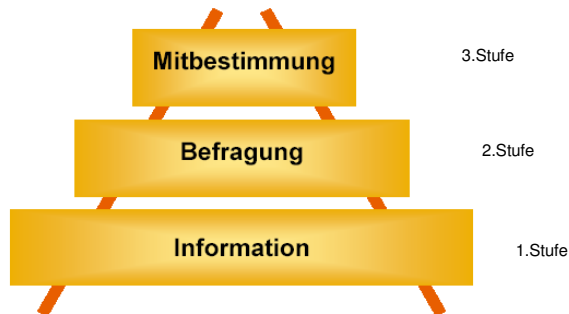 Mitbestimmung
3.Stufe
Befragung
2.Stufe
Information
1.Stufe